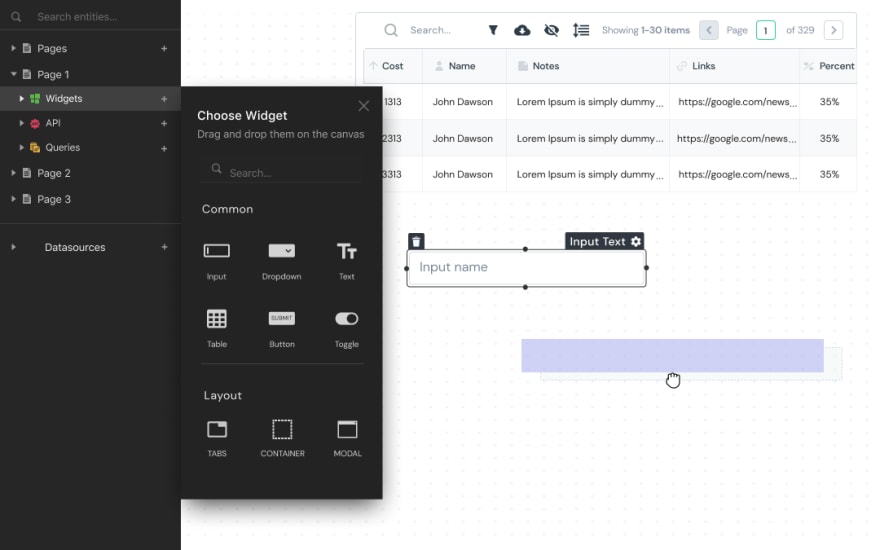 Search entities...
Pages +
Page 1
Widgets +
API +
Queries +
Page 2
Page 3
Datasources +
Choose Widget
Drag and drop them on the canvas
Search...
Common
Input Dropdown Text
SUBMIT
Table Button Toggle
Layout
TABS CONTAINER MODAL
Search... Showing 1-30 items Page 1 of 329
Cost Name Notes Links Percent
1313 John Dawson Lorem Ipsum is simply dummy... https://google.com/news... 35%
2313 John Dawson Lorem Ipsum is simply dummy... https://google.com/news... 35%
3313 John Dawson Lorem Ipsum is simply dummy... https://google.com/news... 35%
Input Text
Input name